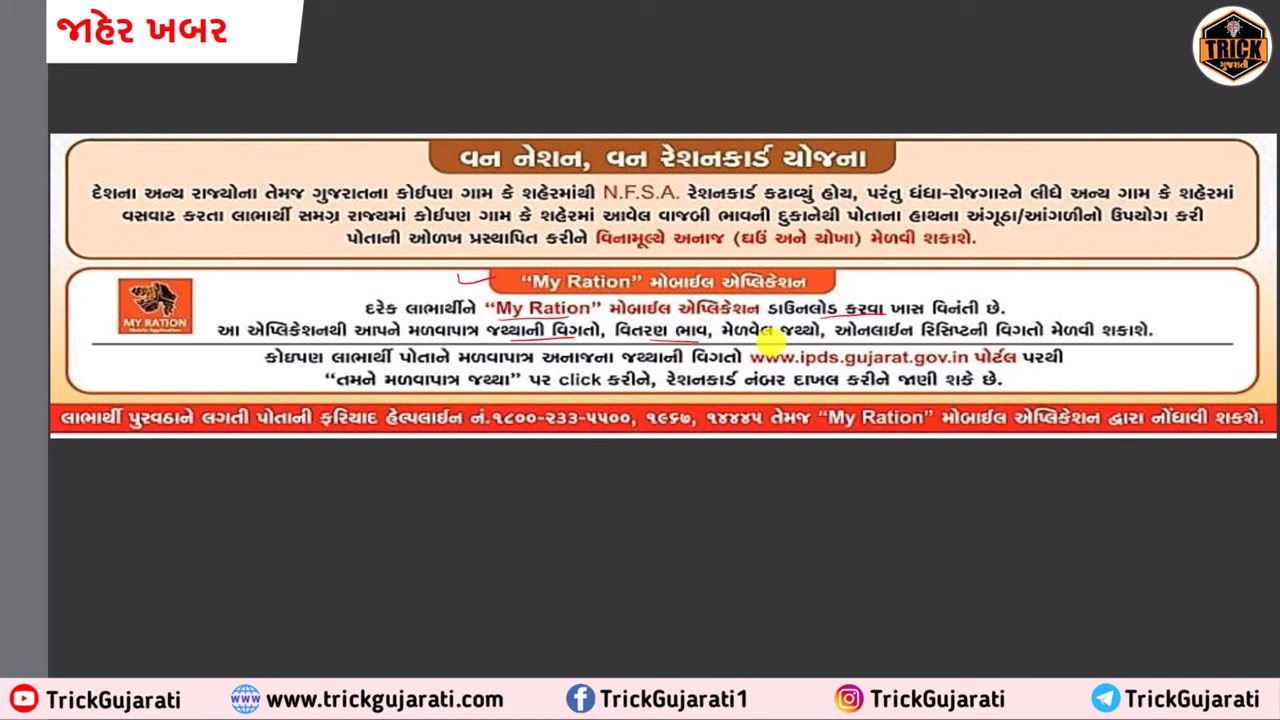 જાહેર ખબર
TRICK
ગુજરાતી
વન નેશન, વન રેશનકાર્ડ યોજના
દેશના અન્ય રાજ્યોના તેમજ ગુજરાતના કોઈપણ ગામ કે શહેરમાંથી N.F.S.A. રેશનકાર્ડ કઢાવ્યું હોય, પરંતુ ધંધા-રોજગારને લીધે અન્ય ગામ કે શહેરમાં
વસવાટ કરતા લાભાર્થી સમગ્ર રાજ્યમાં કોઈપણ ગામ કે શહેરમાં આવેલ વાજબી ભાવની દુકાનેથી પોતાના હાથના અંગૂઠા/આંગળીનો ઉપયોગ કરી
પોતાની ઓળખ પ્રસ્થાપિત કરીને વિનામૂલ્યે અનાજ (ઘઉં અને ચોખા) મેળવી શકાશે.
“My Ration” મોબાઈલ એપ્લિકેશન
MY RATION
Mobile Application
દરેક લાભાર્થીને “My Ration” મોબાઈલ એપ્લિકેશન ડાઉનલોડ કરવા ખાસ વિનંતી છે.
આ એપ્લિકેશનથી આપને મળવાપાત્ર જથ્થાની વિગતો, વિતરણ ભાવ, મેળવેલ જથ્થો, ઓનલાઈન રિસિપ્ટની વિગતો મેળવી શકાશે.
કોઇપણ લાભાર્થી પોતાને મળવાપાત્ર અનાજના જથ્થાની વિગતો www.ipds.gujarat.gov.in પોર્ટલ પરથી
“તમને મળવાપાત્ર જથ્થા” પર click કરીને, રેશનકાર્ડ નંબર દાખલ કરીને જાણી શકે છે.
લાભાર્થી પુરવઠાને લગતી પોતાની ફરિયાદ હેલ્પલાઈન નં.૧૮૦૦-૨૩૩-૫૫૦૦, ૧૯૬૭, ૧૪૪૪૫ તેમજ “My Ration” મોબાઈલ એપ્લિકેશન દ્વારા નોંધાવી શકશે.
TrickGujarati www.trickgujarati.com TrickGujarati1 TrickGujarati TrickGujarati